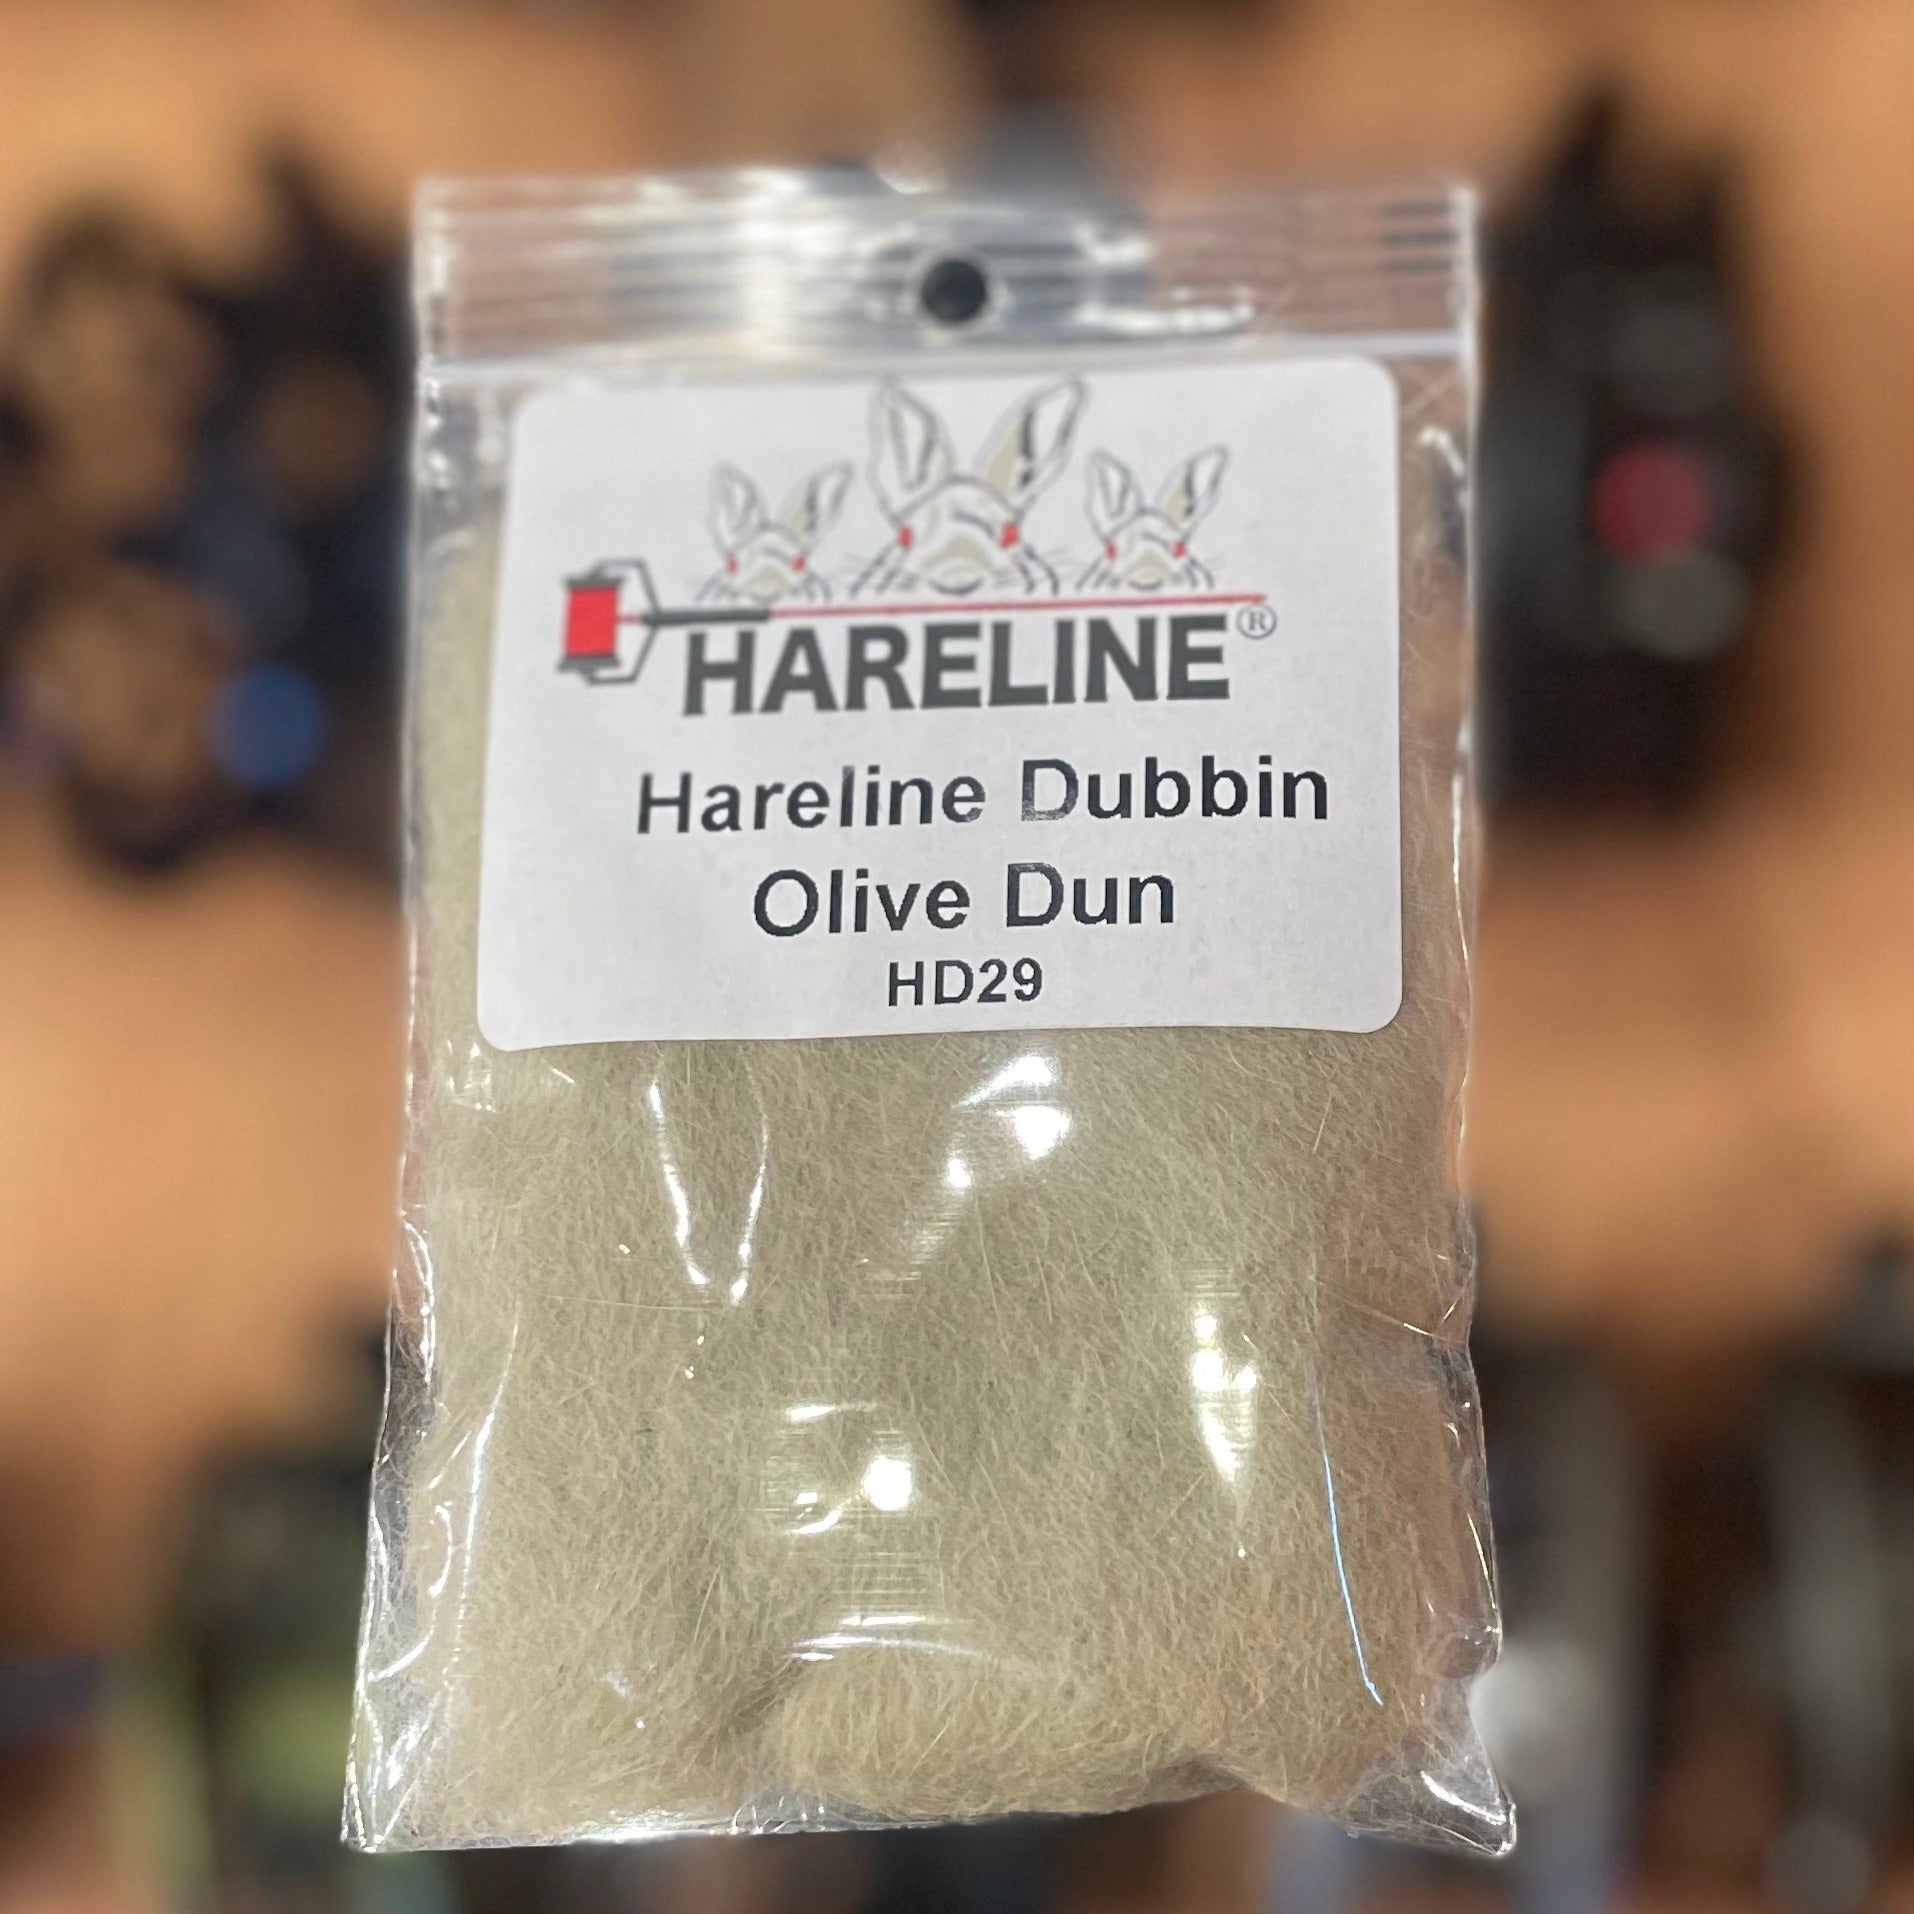 HARELINE®
Hareline Dubbin
Olive Dun
HD29